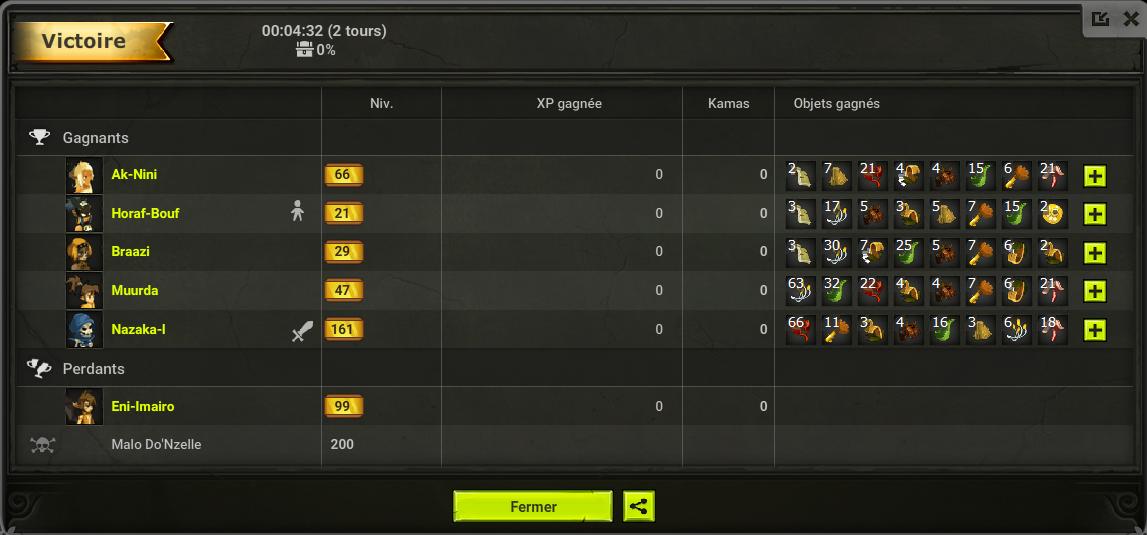 Victoire
00:04:32 (2 tours)
0%
Niv. XP gagnée Kamas Objets gagnés
Gagnants
Ak-Nini 66 0 0 2 7 21 4 4 15 6 21
Horaf-Bouf 21 0 0 3 17 5 3 5 7 15 2
Braazi 29 0 0 3 30 7 25 5 7 6 2
Muurda 47 0 0 63 32 22 4 4 7 6 21
Nazaka-I 161 0 0 66 11 3 4 16 3 6 18
Perdants
Eni-Imairo 99 0 0
Malo Do'Nzelle 200
Fermer